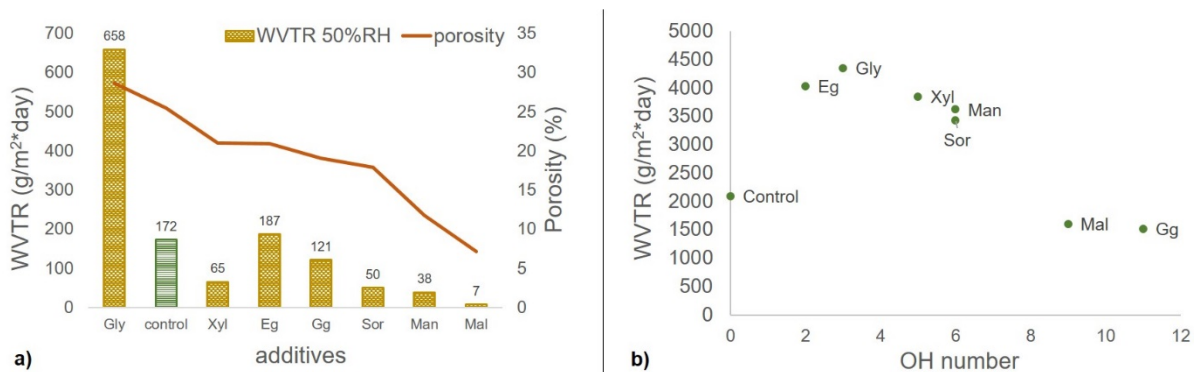 WVTR 50%RH porosity
WVTR (g/m²*day)
700
600
500
400
300
200
100
0
658
172
65
187
121
50
38
7
35
30
25
20
15
10
5
0
Porosity (%)
Gly control Xyl Eg Gg Sor Man Mal
additives
a)
WVTR (g/m²*day)
5000
4500
4000
3500
3000
2500
2000
1500
1000
500
0
Gly
Eg
Xyl
Man
Sor
Control
Mal
Gg
0 2 4 6 8 10 12
OH number
b)